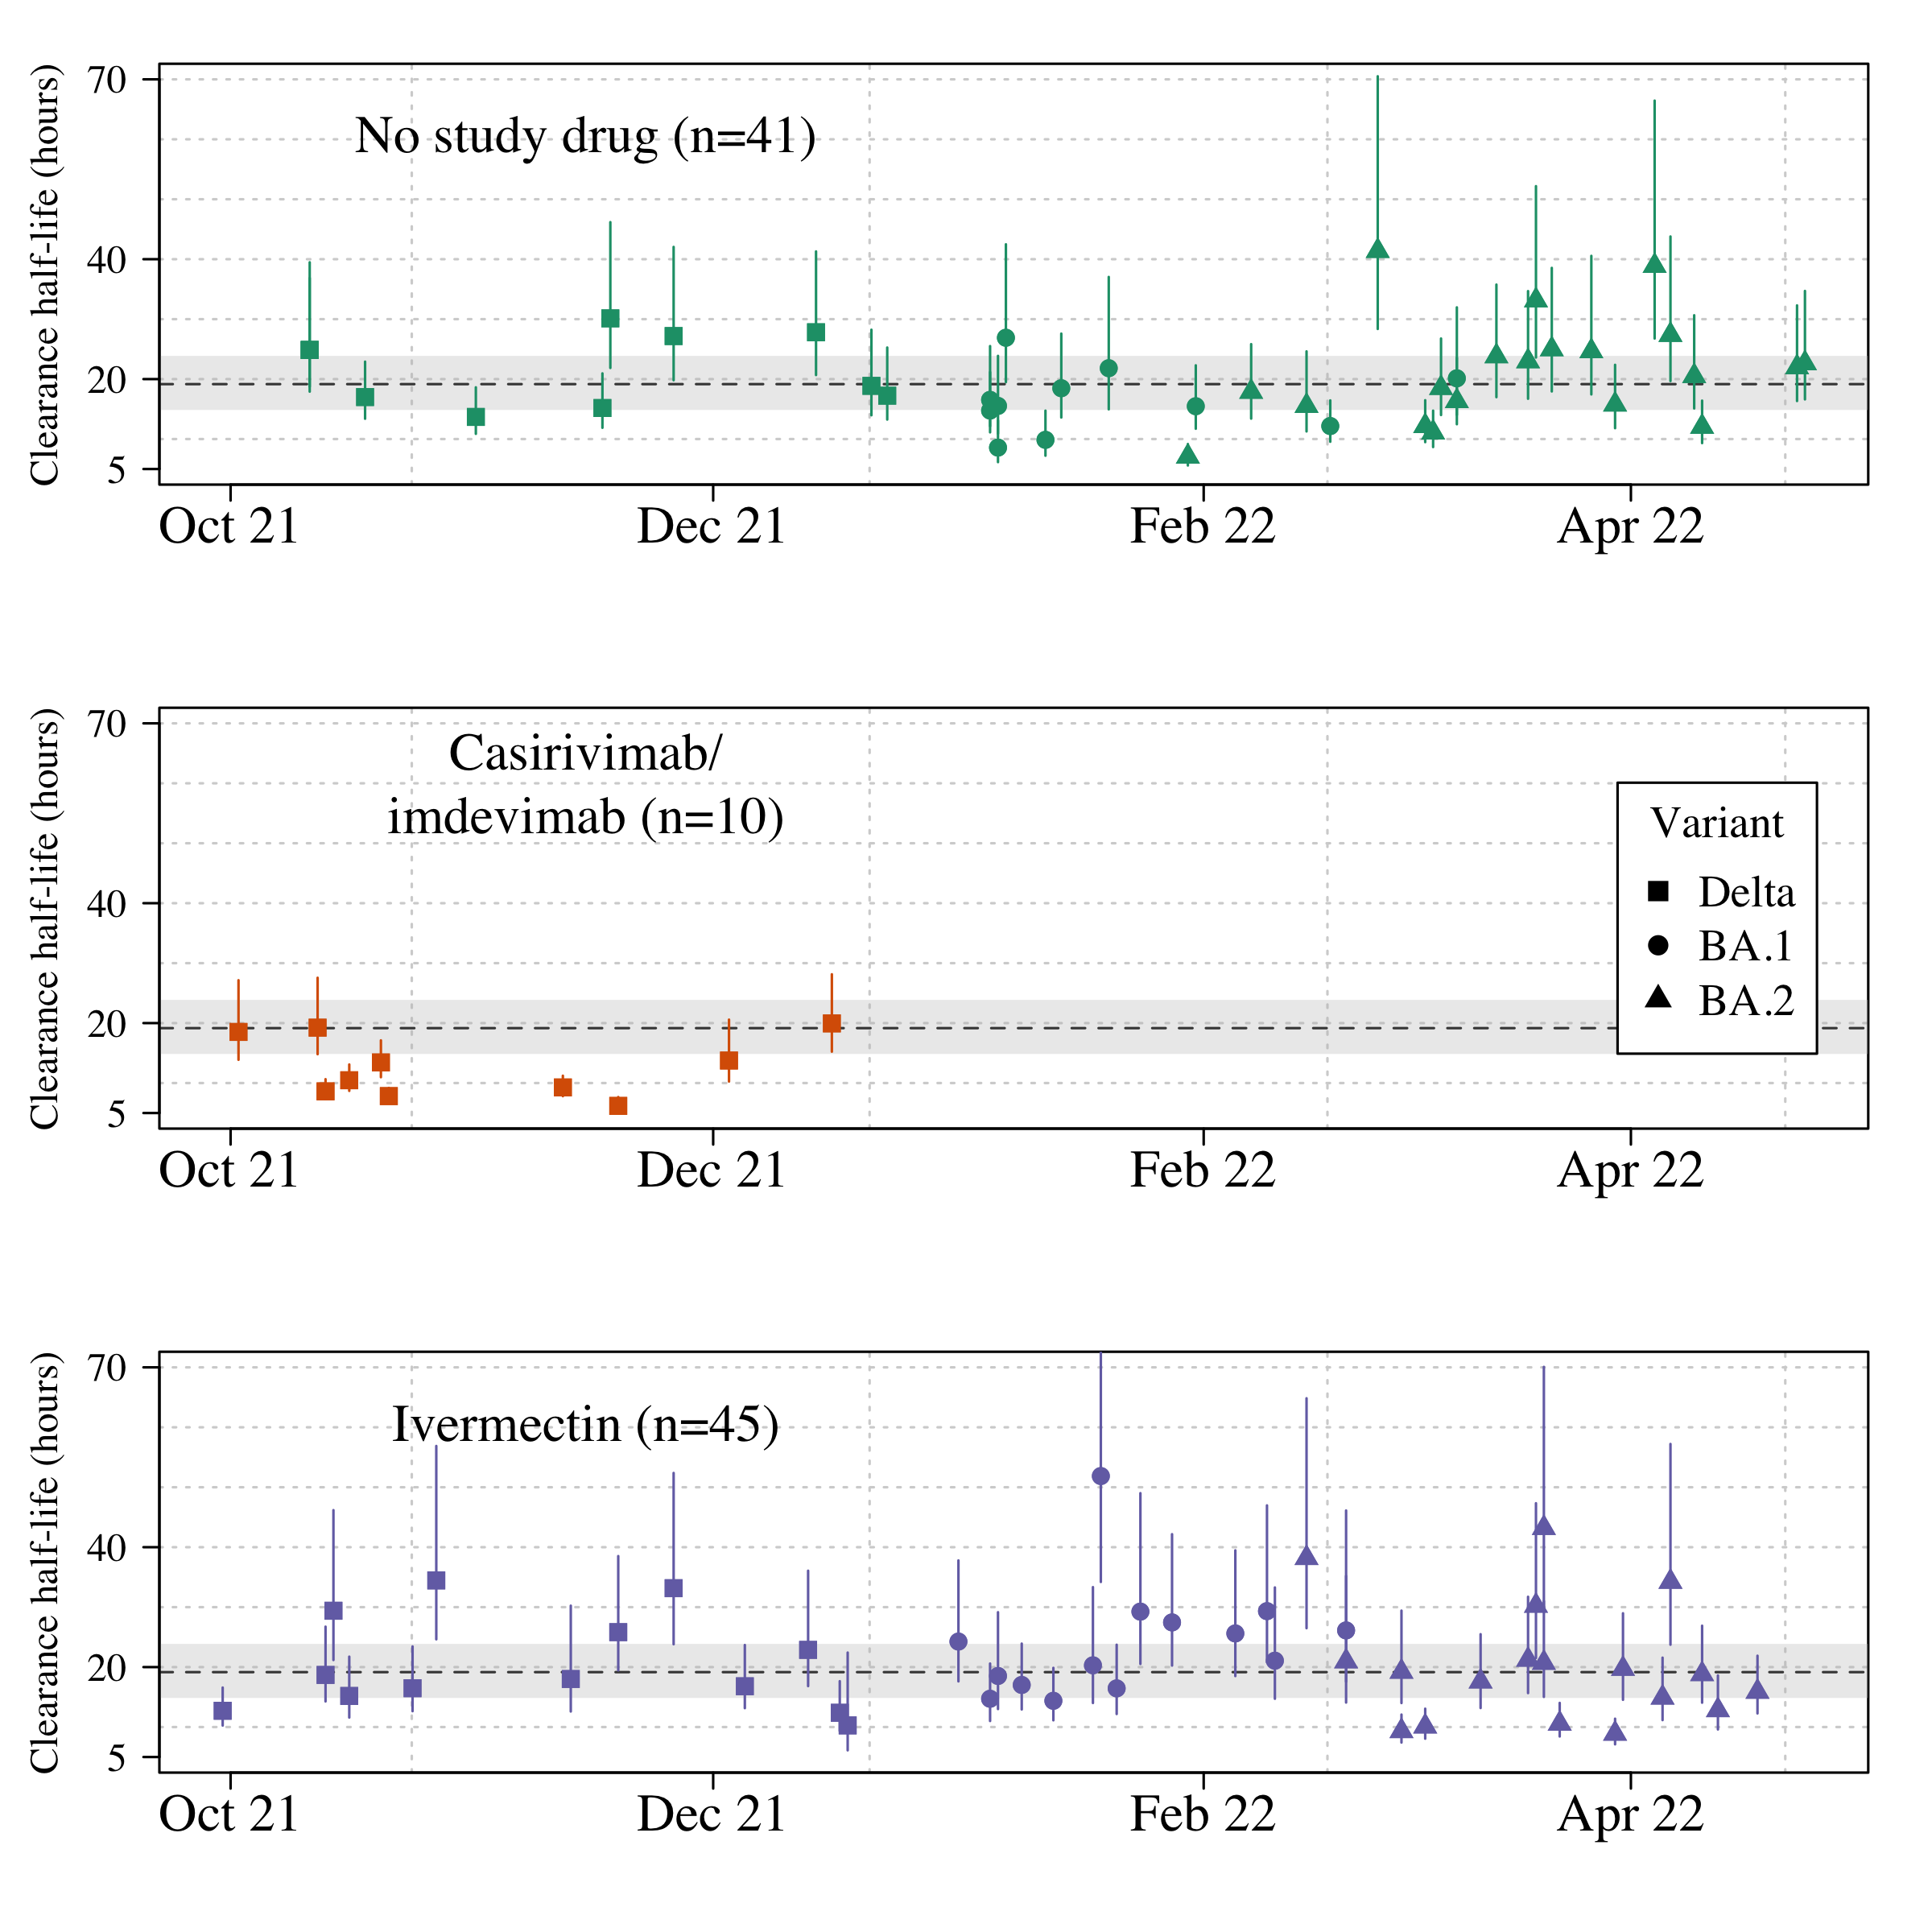 Clearance half-life (hours)
70
40
20
5
No study drug (n=41)
Oct 21
Dec 21
Feb 22
Apr 22
Clearance half-life (hours)
70
40
20
5
Casirivimab/
imdevimab (n=10)
Variant
Delta
BA.1
BA.2
Oct 21
Dec 21
Feb 22
Apr 22
Clearance half-life (hours)
70
40
20
5
Ivermectin (n=45)
Oct 21
Dec 21
Feb 22
Apr 22